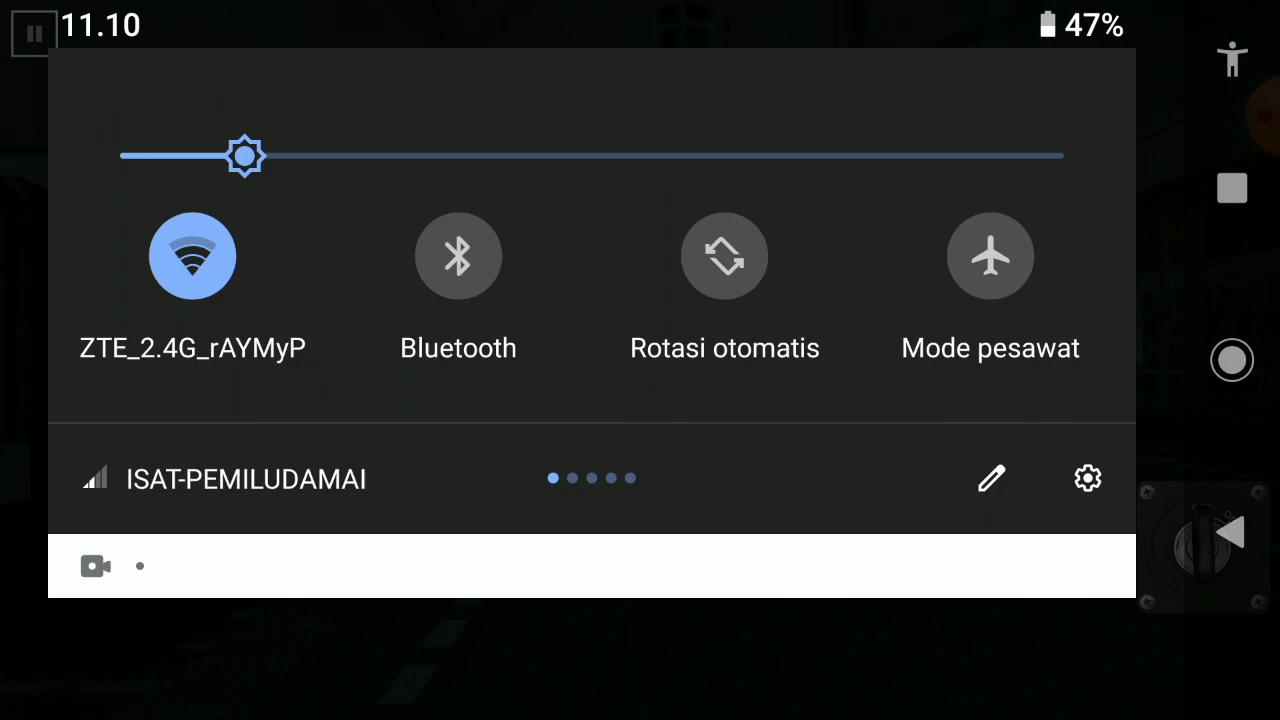 11.10
47%
ZTE_2.4G_rAYMyP
Bluetooth
Rotasi otomatis
Mode pesawat
ISAT-PEMILUDAMAI